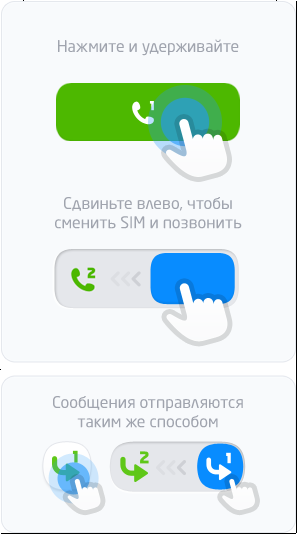 Нажмите и удерживайте
1
Сдвиньте влево, чтобы
сменить SIM и позвонить
2
Сообщения отправляются
таким же способом
1
2
1